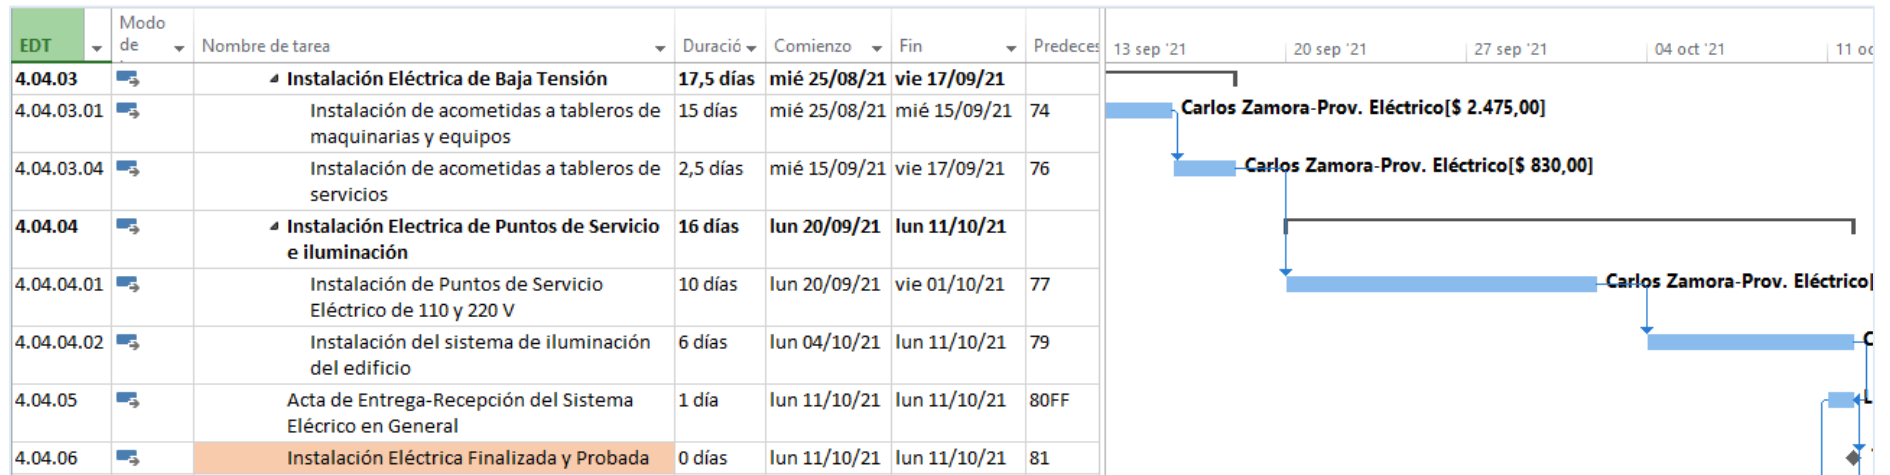 EDT Modo de Nombre de tarea Duració Comienzo Fin Predeces 13 sep '21 20 sep '21 27 sep '21 04 oct '21 11 oc
4.04.03 Instalación Eléctrica de Baja Tensión 17,5 días mié 25/08/21 vie 17/09/21
4.04.03.01 Instalación de acometidas a tableros de 15 días mié 25/08/21 mié 15/09/21 74 Carlos Zamora-Prov. Eléctrico[$ 2.475,00]
maquinarias y equipos
4.04.03.04 Instalación de acometidas a tableros de 2,5 días mié 15/09/21 vie 17/09/21 76 Carlos Zamora-Prov. Eléctrico[$ 830,00]
servicios
4.04.04 Instalación Electrica de Puntos de Servicio 16 días lun 20/09/21 lun 11/10/21
e iluminación
4.04.04.01 Instalación de Puntos de Servicio 10 días lun 20/09/21 vie 01/10/21 77 Carlos Zamora-Prov. Eléctrico[
Eléctrico de 110 y 220 V
4.04.04.02 Instalación del sistema de iluminación 6 días lun 04/10/21 lun 11/10/21 79 C
del edificio
4.04.05 Acta de Entrega-Recepción del Sistema 1 día lun 11/10/21 lun 11/10/21 80FF L
Elécrico en General
4.04.06 Instalación Eléctrica Finalizada y Probada 0 días lun 11/10/21 lun 11/10/21 81